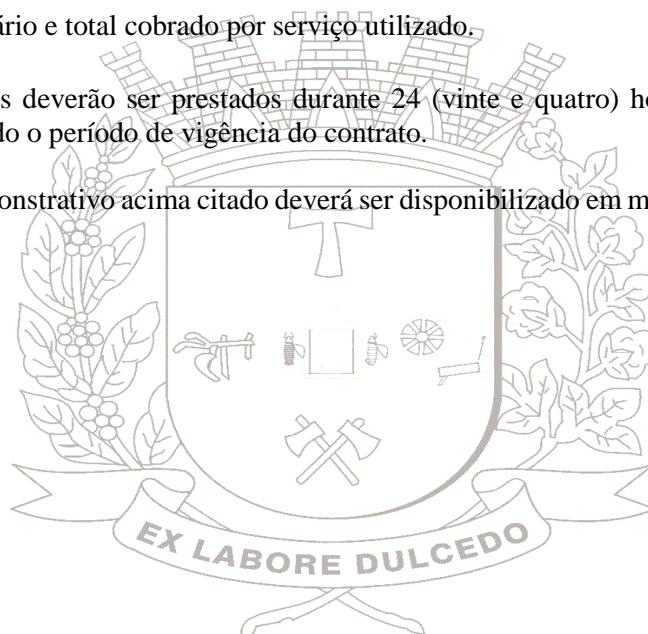 ário e total cobrado por serviço utilizado.
s deverão ser prestados durante 24 (vinte e quatro) ho
do o período de vigência do contrato.
onstrativo acima citado deverá ser disponibilizado em m
EX LABORE DULCEDO